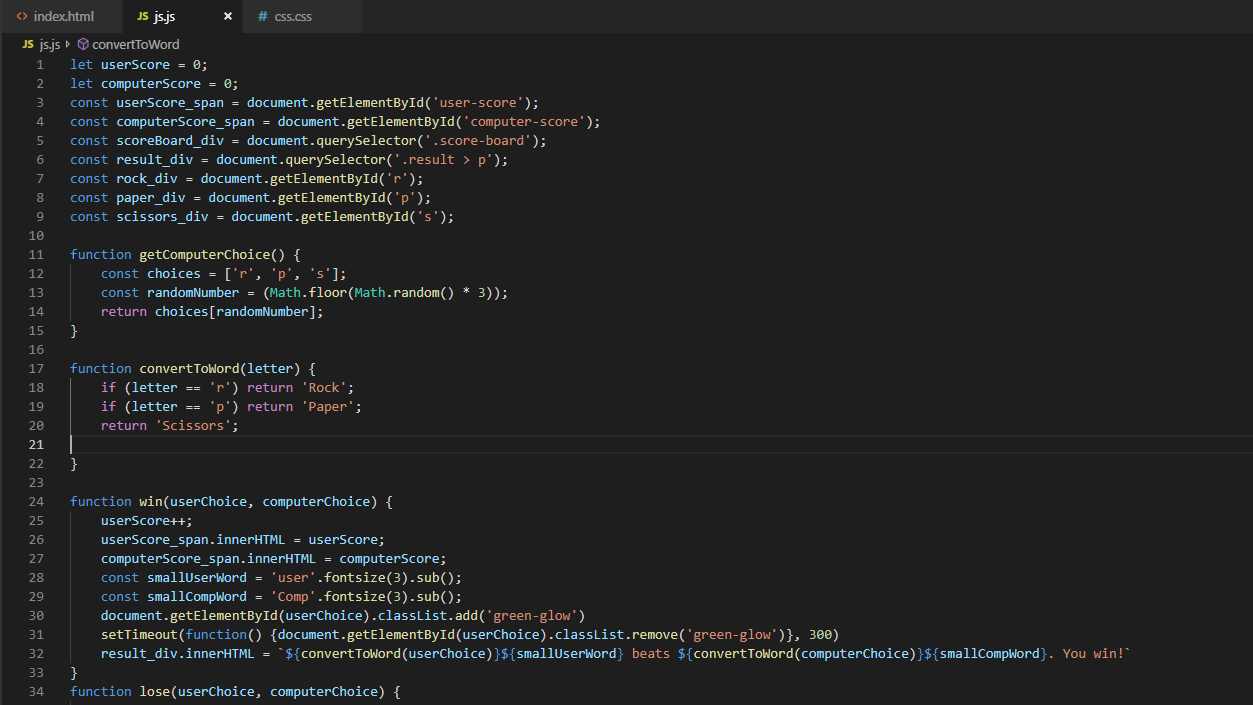 index.html JS js.js × # css.css
JS js.js convertToWord
1 let userScore = 0;
2 let computerScore = 0;
3 const userScore_span = document.getElementById('user-score');
4 const computerScore_span = document.getElementById('computer-score');
5 const scoreBoard_div = document.querySelector('.score-board');
6 const result_div = document.querySelector('.result > p');
7 const rock_div = document.getElementById('r');
8 const paper_div = document.getElementById('p');
9 const scissors_div = document.getElementById('s');
10
11 function getComputerChoice() {
12 const choices = ['r', 'p', 's'];
13 const randomNumber = (Math.floor(Math.random() * 3));
14 return choices[randomNumber];
15 }
16
17 function convertToWord(letter) {
18 if (letter == 'r') return 'Rock';
19 if (letter == 'p') return 'Paper';
20 return 'Scissors';
21
22 }
23
24 function win(userChoice, computerChoice) {
25 userScore++;
26 userScore_span.innerHTML = userScore;
27 computerScore_span.innerHTML = computerScore;
28 const smallUserWord = 'user'.fontsize(3).sub();
29 const smallCompWord = 'Comp'.fontsize(3).sub();
30 document.getElementById(userChoice).classList.add('green-glow')
31 setTimeout(function() {document.getElementById(userChoice).classList.remove('green-glow')}, 300)
32 result_div.innerHTML = `${convertToWord(userChoice)}${smallUserWord} beats ${convertToWord(computerChoice)}${smallCompWord}. You win!`
33 }
34 function lose(userChoice, computerChoice) {